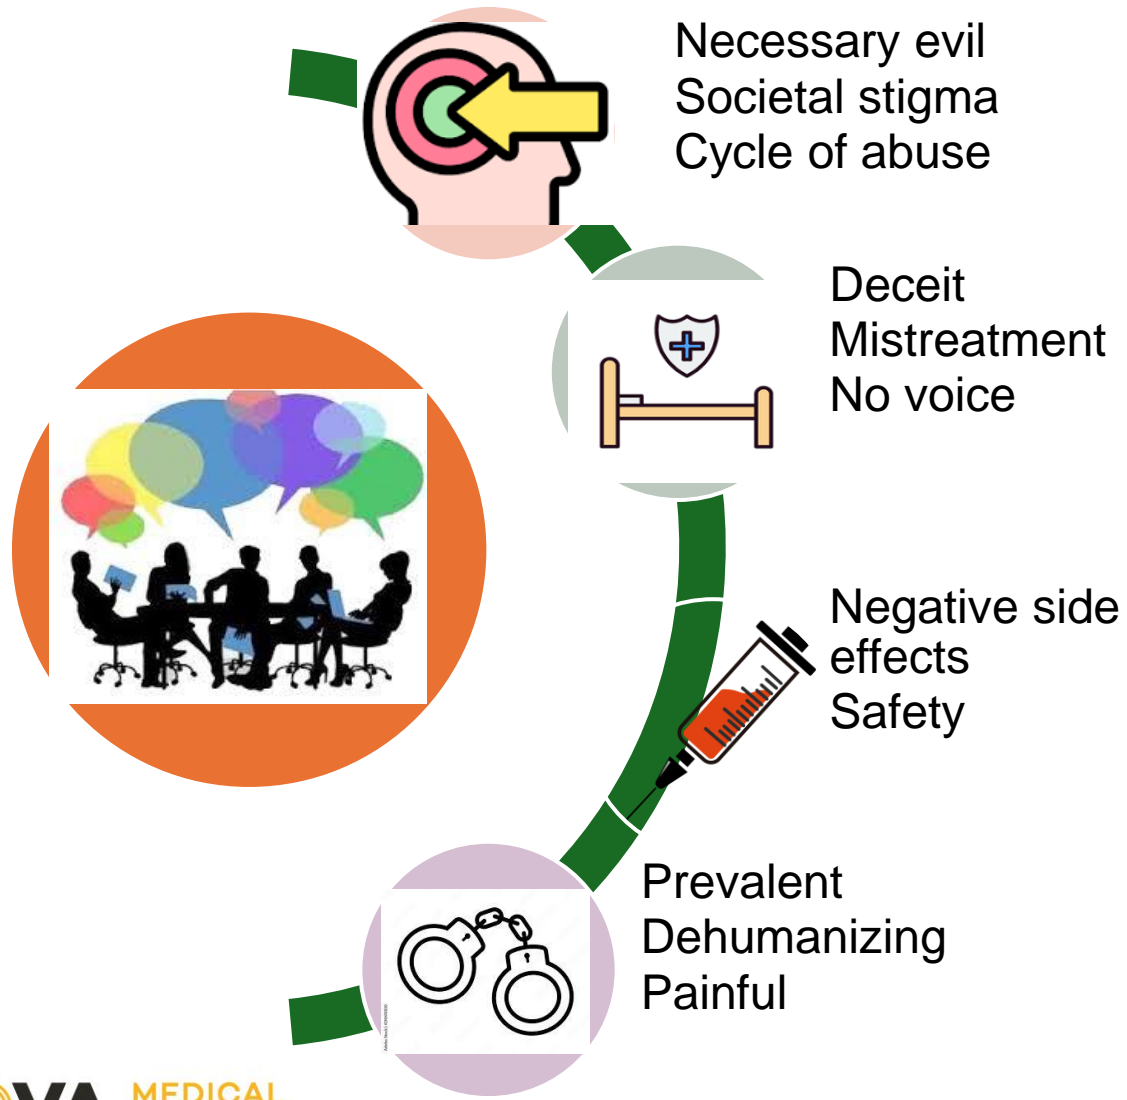 Necessary evil
Societal stigma
Cycle of abuse
Deceit
Mistreatment
No voice
Negative side
effects
Safety
Prevalent
Dehumanizing
Painful
MEDICAL